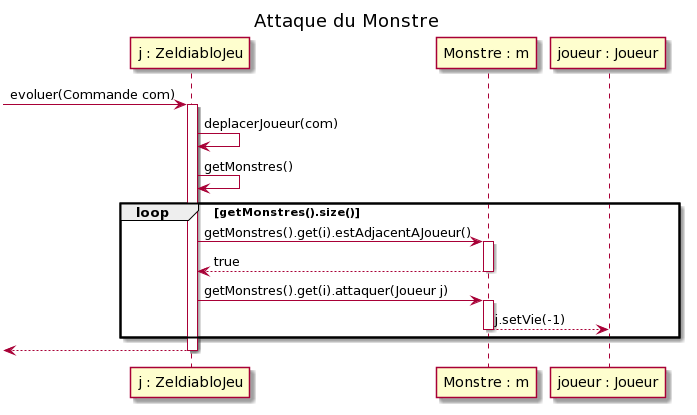 Attaque du Monstre
j : ZeldiabloJeu
Monstre : m
joueur : Joueur
evoluer(Commande com)
deplacerJoueur(com)
getMonstres()
loop
[getMonstres().size()]
getMonstres().get(i).estAdjacentAJoueur()
true
getMonstres().get(i).attaquer(Joueur j)
j.setVie(-1)
j : ZeldiabloJeu
Monstre : m
joueur : Joueur